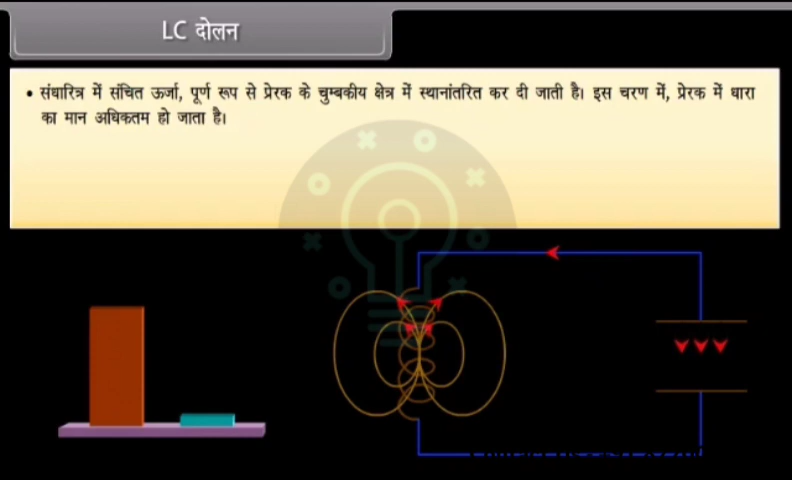 LC दोलन
• संधारित्र में संचित ऊर्जा, पूर्ण रूप से प्रेरक के चुम्बकीय क्षेत्र में स्थानांतरित कर दी जाती है। इस चरण में, प्रेरक में धारा
का मान अधिकतम हो जाता है।